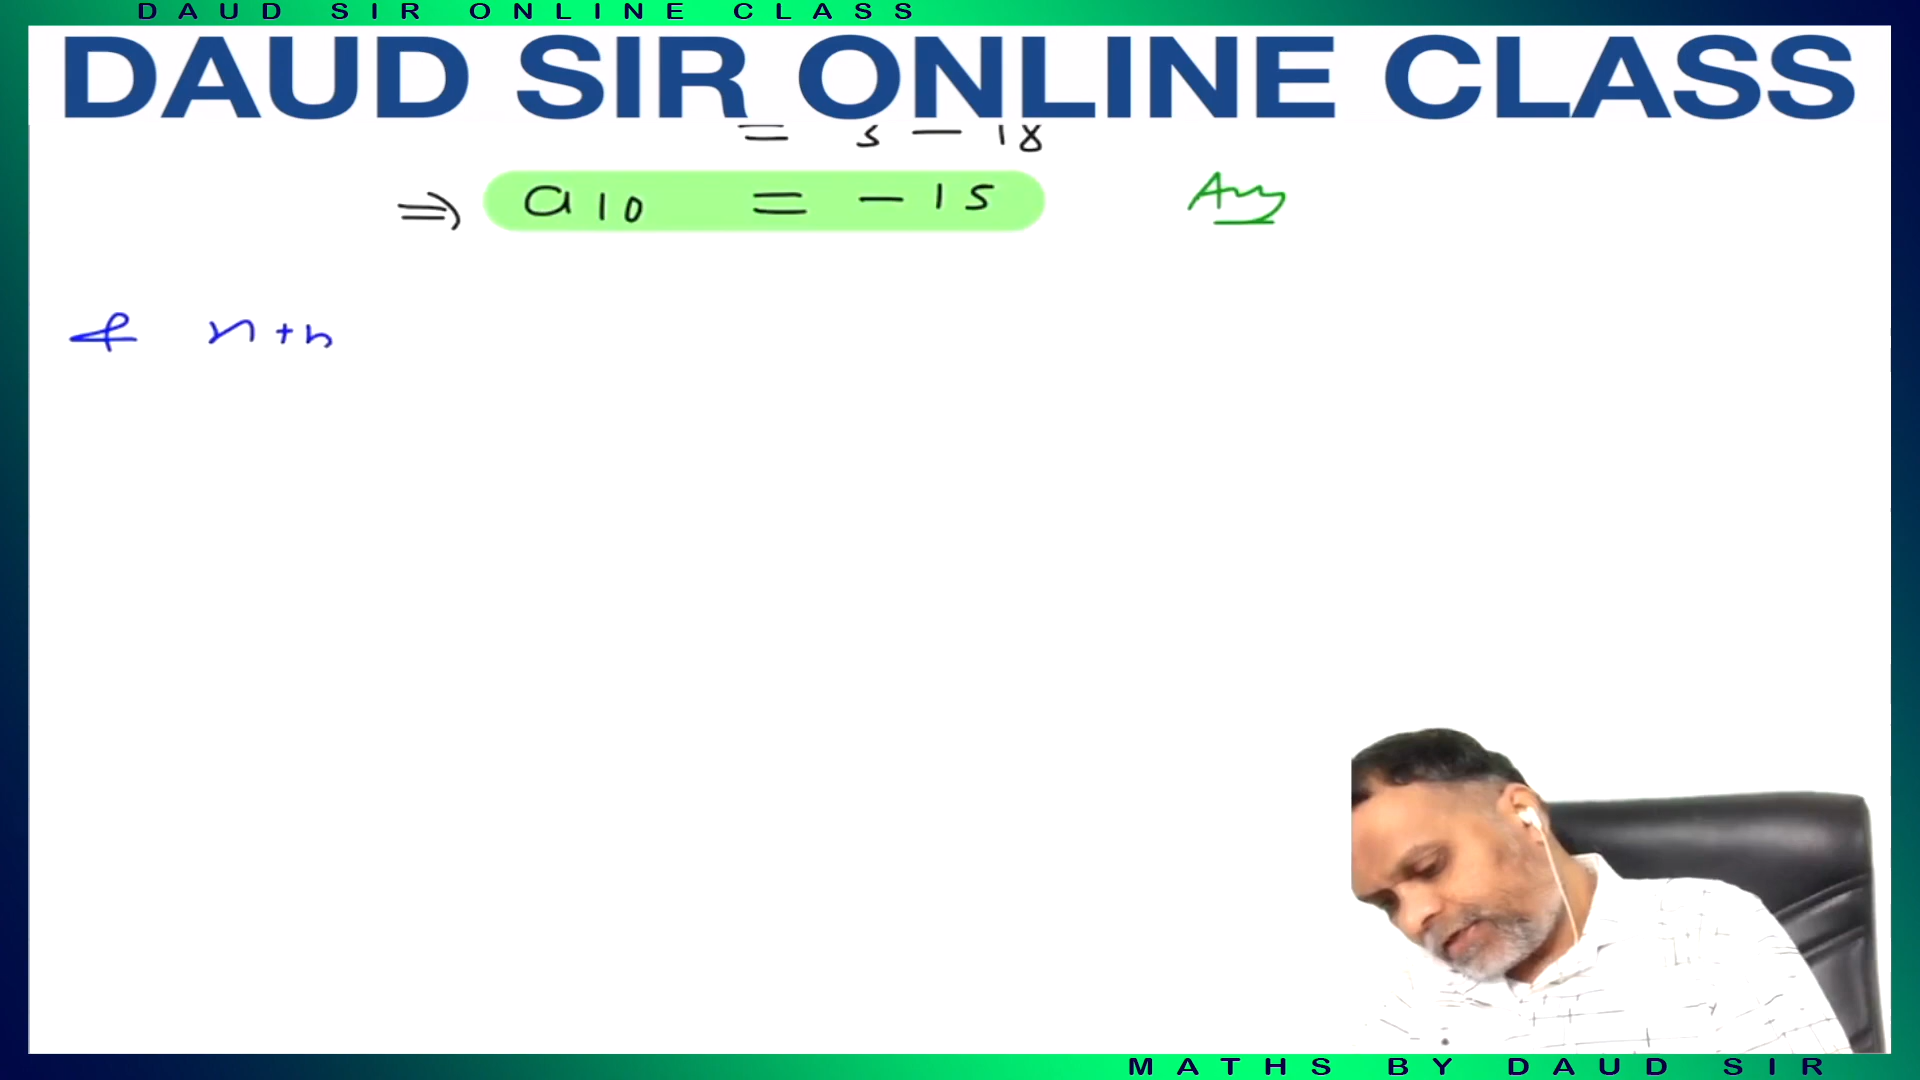 DAUD SIR ONLINE CLASS
DAUD SIR ONLINE CLASS
= 3 - 18
⇒ a10 = - 15 Ans
& nth
MATHS BY DAUD SIR